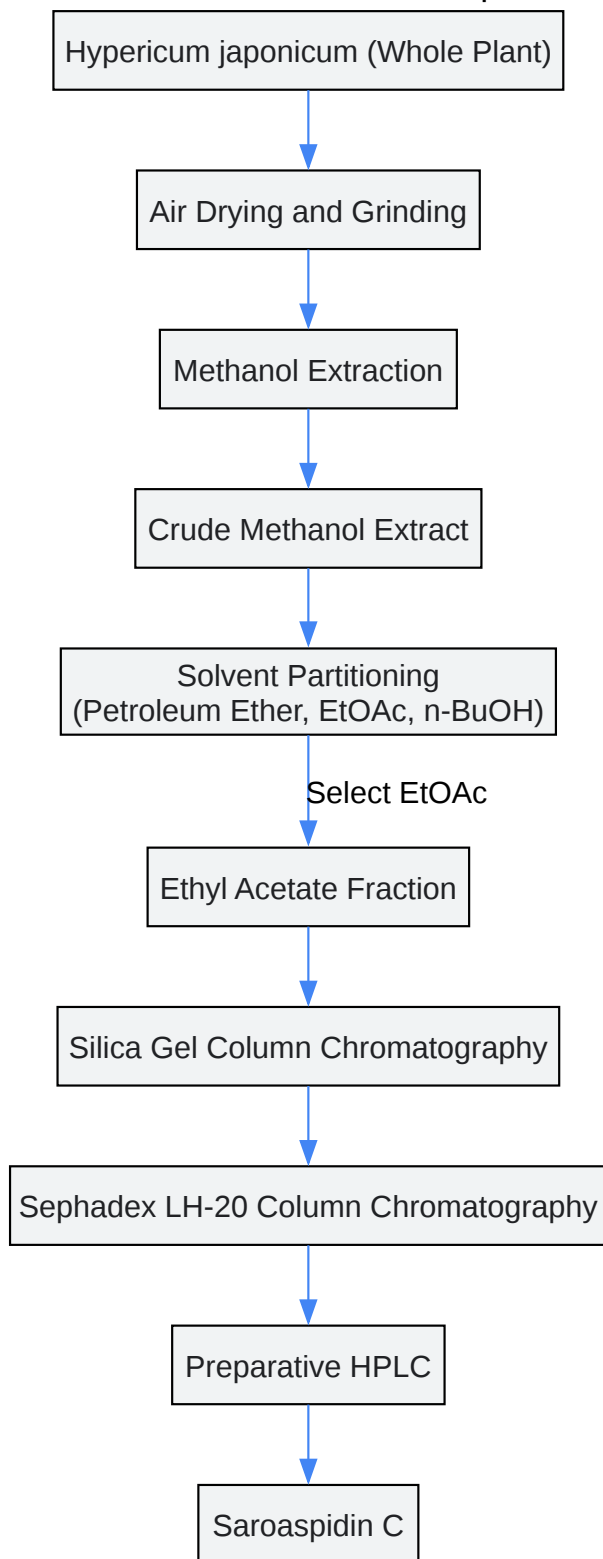 Hypericum japonicum (Whole Plant)
Air Drying and Grinding
Methanol Extraction
Crude Methanol Extract
Solvent Partitioning
(Petroleum Ether, EtOAc, n-BuOH)
Select EtOAc
Ethyl Acetate Fraction
Silica Gel Column Chromatography
Sephadex LH-20 Column Chromatography
Preparative HPLC
Saroaspidin C